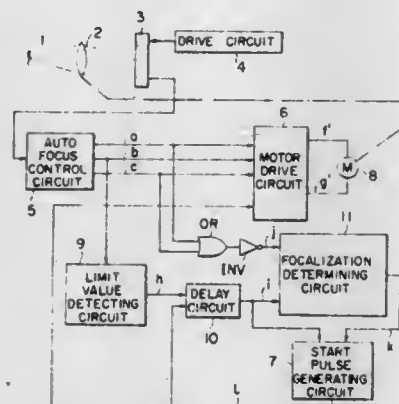 3
1
2
DRIVE CIRCUIT
4
6
a
f'
AUTO
FOCUS
CONTROL
CIRCUIT
b
c
MOTOR
DRIVE
CIRCUIT
M
g'
8
5
OR
11
9
j
INV
FOCALIZATION
DETERMINING
CIRCUIT
LIMIT
VALUE
DETECTING
CIRCUIT
h
DELAY
CIRCUIT
i
10
START
PULSE
GENERATING
CIRCUIT
k
7
l